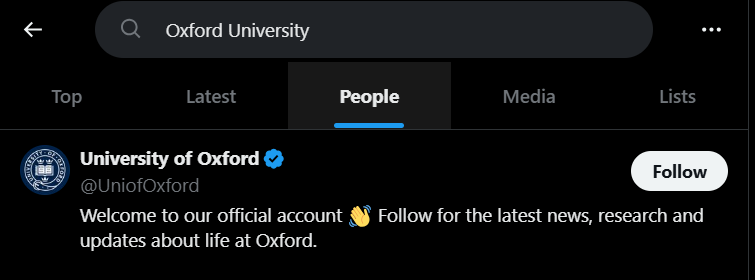 Oxford University
Top Latest People Media Lists
University of Oxford
@UniofOxford
Follow
Welcome to our official account 👋 Follow for the latest news, research and
updates about life at Oxford.